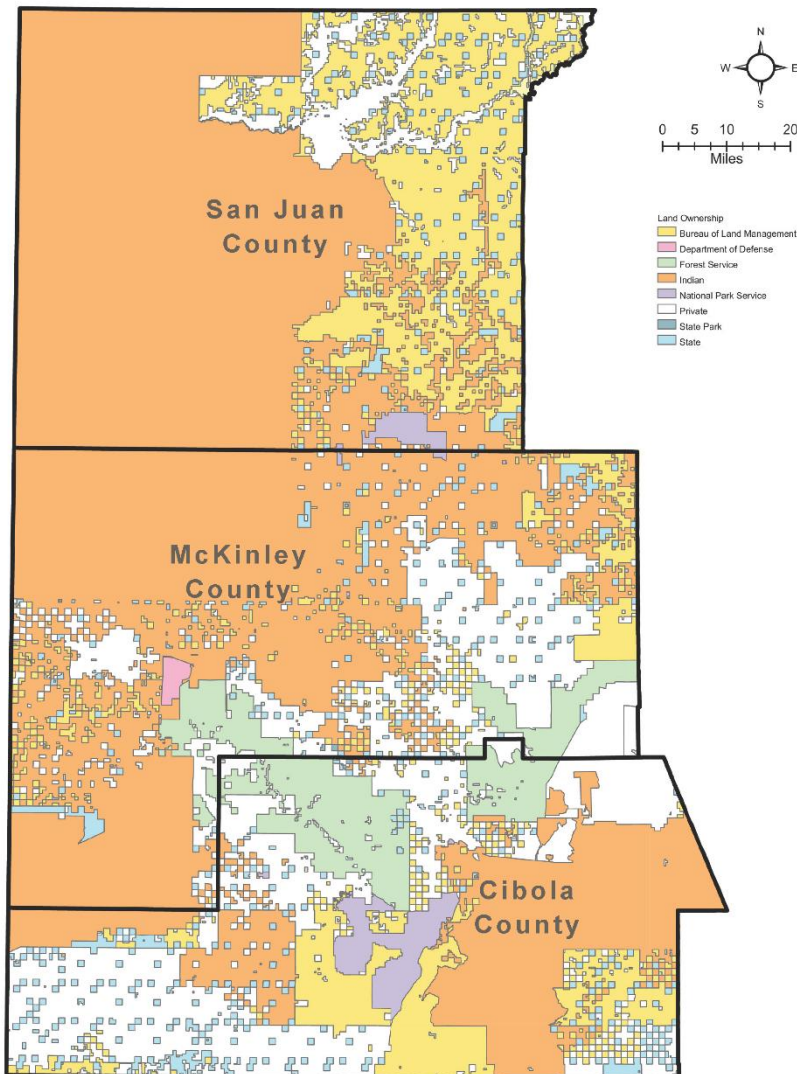 N
W E
S
0 5 10 20
Miles
San Juan
County
Land Ownership
Bureau of Land Management
Department of Defense
Forest Service
Indian
National Park Service
Private
State Park
State
McKinley
County
Cibola
County